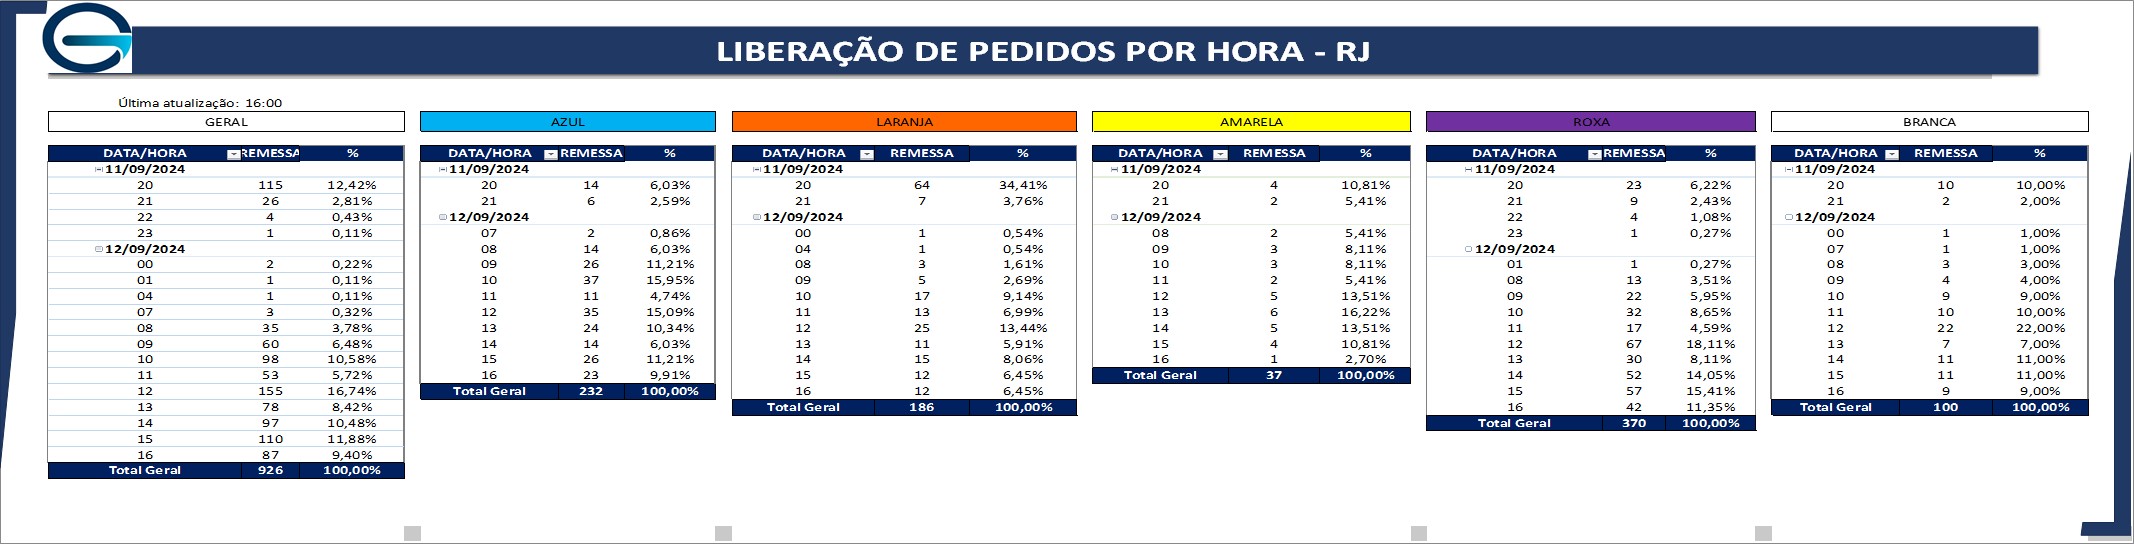 LIBERAÇÃO DE PEDIDOS POR HORA - RJ
Última atualização: 16:00
GERAL
DATA/HORA REMESSA %
11/09/2024
20 115 12,42%
21 26 2,81%
22 4 0,43%
23 1 0,11%
12/09/2024
00 2 0,22%
01 1 0,11%
04 1 0,11%
07 3 0,32%
08 35 3,78%
09 60 6,48%
10 98 10,58%
11 53 5,72%
12 155 16,74%
13 78 8,42%
14 97 10,48%
15 110 11,88%
16 87 9,40%
Total Geral 926 100,00%
AZUL
DATA/HORA REMESSA %
11/09/2024
20 14 6,03%
21 6 2,59%
12/09/2024
07 2 0,86%
08 14 6,03%
09 26 11,21%
10 37 15,95%
11 11 4,74%
12 35 15,09%
13 24 10,34%
14 14 6,03%
15 26 11,21%
16 23 9,91%
Total Geral 232 100,00%
LARANJA
DATA/HORA REMESSA %
11/09/2024
20 64 34,41%
21 7 3,76%
12/09/2024
00 1 0,54%
04 1 0,54%
08 3 1,61%
09 5 2,69%
10 17 9,14%
11 13 6,99%
12 25 13,44%
13 11 5,91%
14 15 8,06%
15 12 6,45%
16 12 6,45%
Total Geral 186 100,00%
AMARELA
DATA/HORA REMESSA %
11/09/2024
20 4 10,81%
21 2 5,41%
12/09/2024
08 2 5,41%
09 3 8,11%
10 3 8,11%
11 2 5,41%
12 5 13,51%
13 6 16,22%
14 5 13,51%
15 4 10,81%
16 1 2,70%
Total Geral 37 100,00%
ROXA
DATA/HORA REMESSA %
11/09/2024
20 23 6,22%
21 9 2,43%
22 4 1,08%
23 1 0,27%
12/09/2024
01 1 0,27%
08 13 3,51%
09 22 5,95%
10 32 8,65%
11 17 4,59%
12 67 18,11%
13 30 8,11%
14 52 14,05%
15 57 15,41%
16 42 11,35%
Total Geral 370 100,00%
BRANCA
DATA/HORA REMESSA %
11/09/2024
20 10 10,00%
21 2 2,00%
12/09/2024
00 1 1,00%
07 1 1,00%
08 3 3,00%
09 4 4,00%
10 9 9,00%
11 10 10,00%
12 22 22,00%
13 7 7,00%
14 11 11,00%
15 11 11,00%
16 9 9,00%
Total Geral 100 100,00%